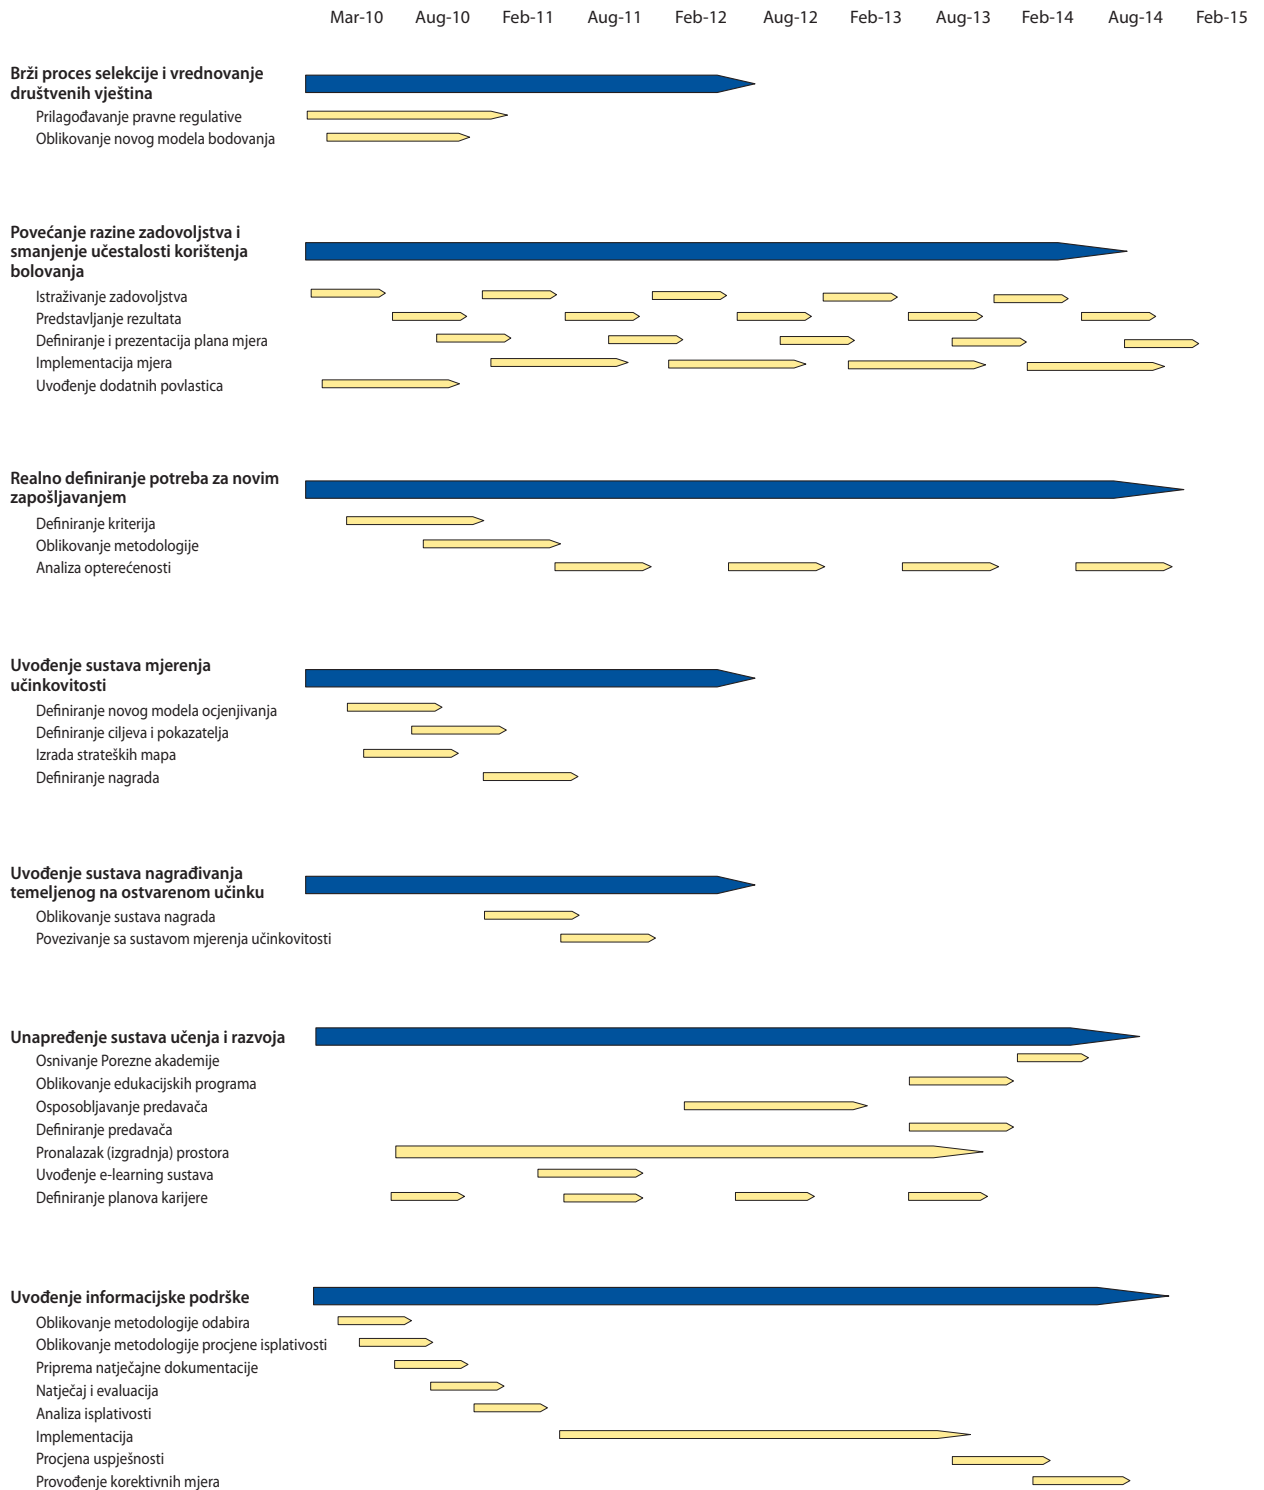 Mar-10 Aug-10 Feb-11 Aug-11 Feb-12 Aug-12 Feb-13 Aug-13 Feb-14 Aug-14 Feb-15
Brži proces selekcije i vrednovanje
društvenih vještina
Prilagođavanje pravne regulative
Oblikovanje novog modela bodovanja
Povećanje razine zadovoljstva i
smanjenje učestalosti korištenja
bolovanja
Istraživanje zadovoljstva
Predstavljanje rezultata
Definiranje i prezentacija plana mjera
Implementacija mjera
Uvođenje dodatnih povlastica
Realno definiranje potreba za novim
zapošljavanjem
Definiranje kriterija
Oblikovanje metodologije
Analiza opterećenosti
Uvođenje sustava mjerenja
učinkovitosti
Definiranje novog modela ocjenjivanja
Definiranje ciljeva i pokazatelja
Izrada strateških mapa
Definiranje nagrada
Uvođenje sustava nagrađivanja
temeljenog na ostvarenom učinku
Oblikovanje sustava nagrada
Povezivanje sa sustavom mjerenja učinkovitosti
Unapređenje sustava učenja i razvoja
Osnivanje Porezne akademije
Oblikovanje edukacijskih programa
Osposobljavanje predavača
Definiranje predavača
Pronalazak (izgradnja) prostora
Uvođenje e-learning sustava
Definiranje planova karijere
Uvođenje informacijske podrške
Oblikovanje metodologije odabira
Oblikovanje metodologije procjene isplativosti
Priprema natječajne dokumentacije
Natječaj i evaluacija
Analiza isplativosti
Implementacija
Procjena uspješnosti
Provođenje korektivnih mjera